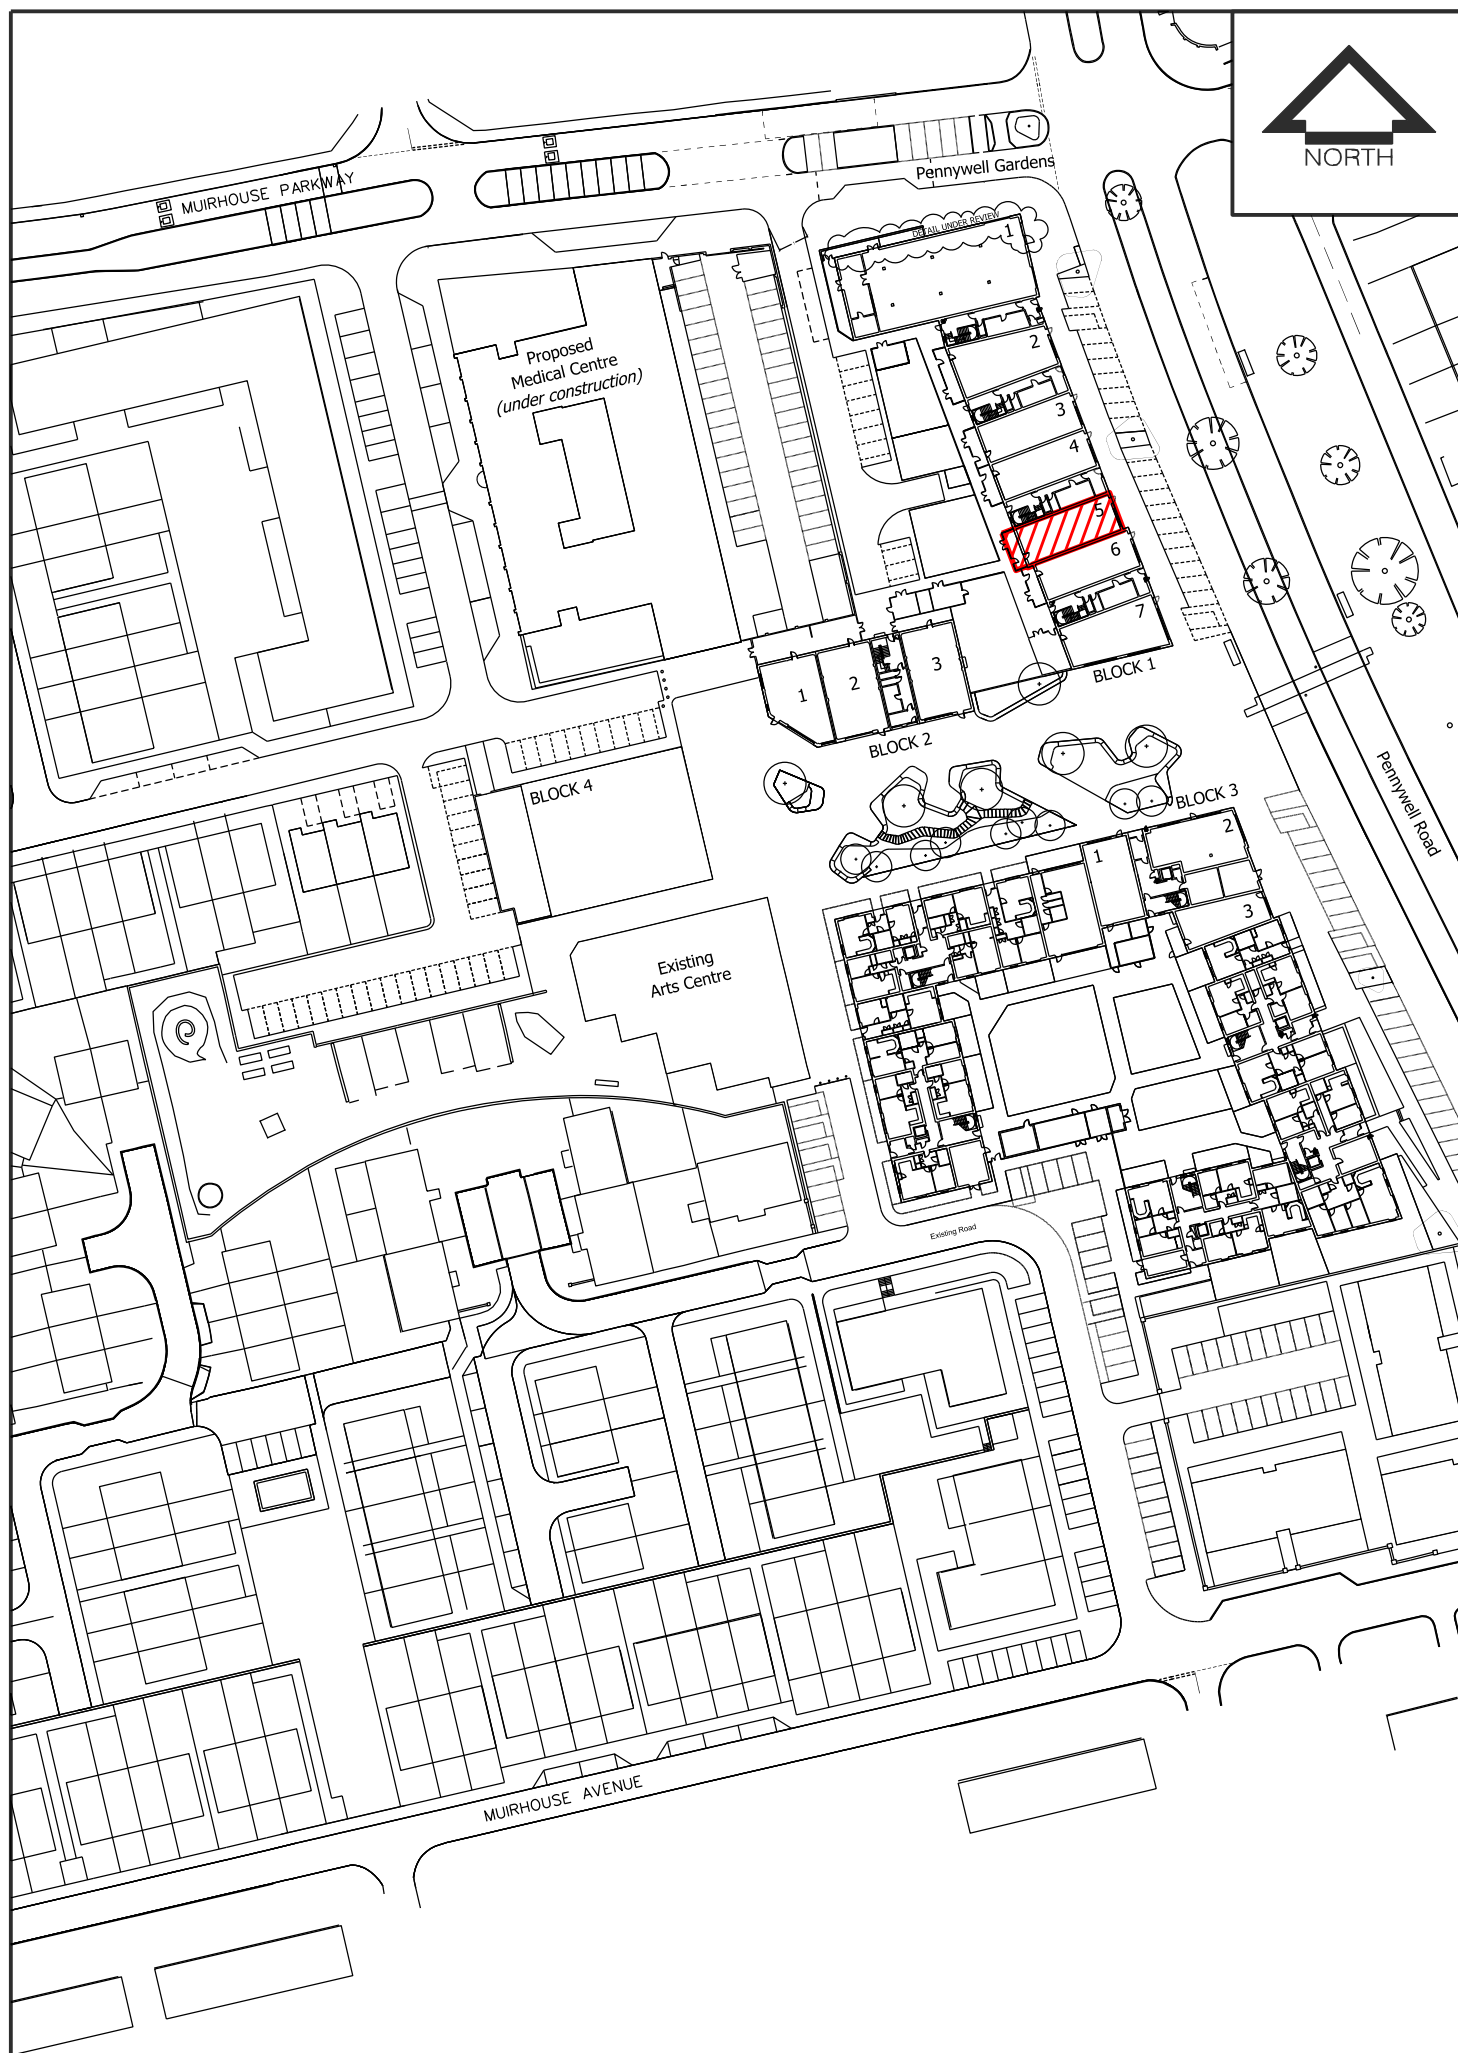 NORTH
Pennywell Gardens
MUIRHOUSE PARKWAY
DETAIL UNDER REVIEW
1
2
3
4
5
6
7
BLOCK 1
Proposed
Medical Centre
(under construction)
1
2
3
BLOCK 2
BLOCK 4
Pennywell Road
BLOCK 3
1
2
3
Existing
Arts Centre
Existing Road
MUIRHOUSE AVENUE